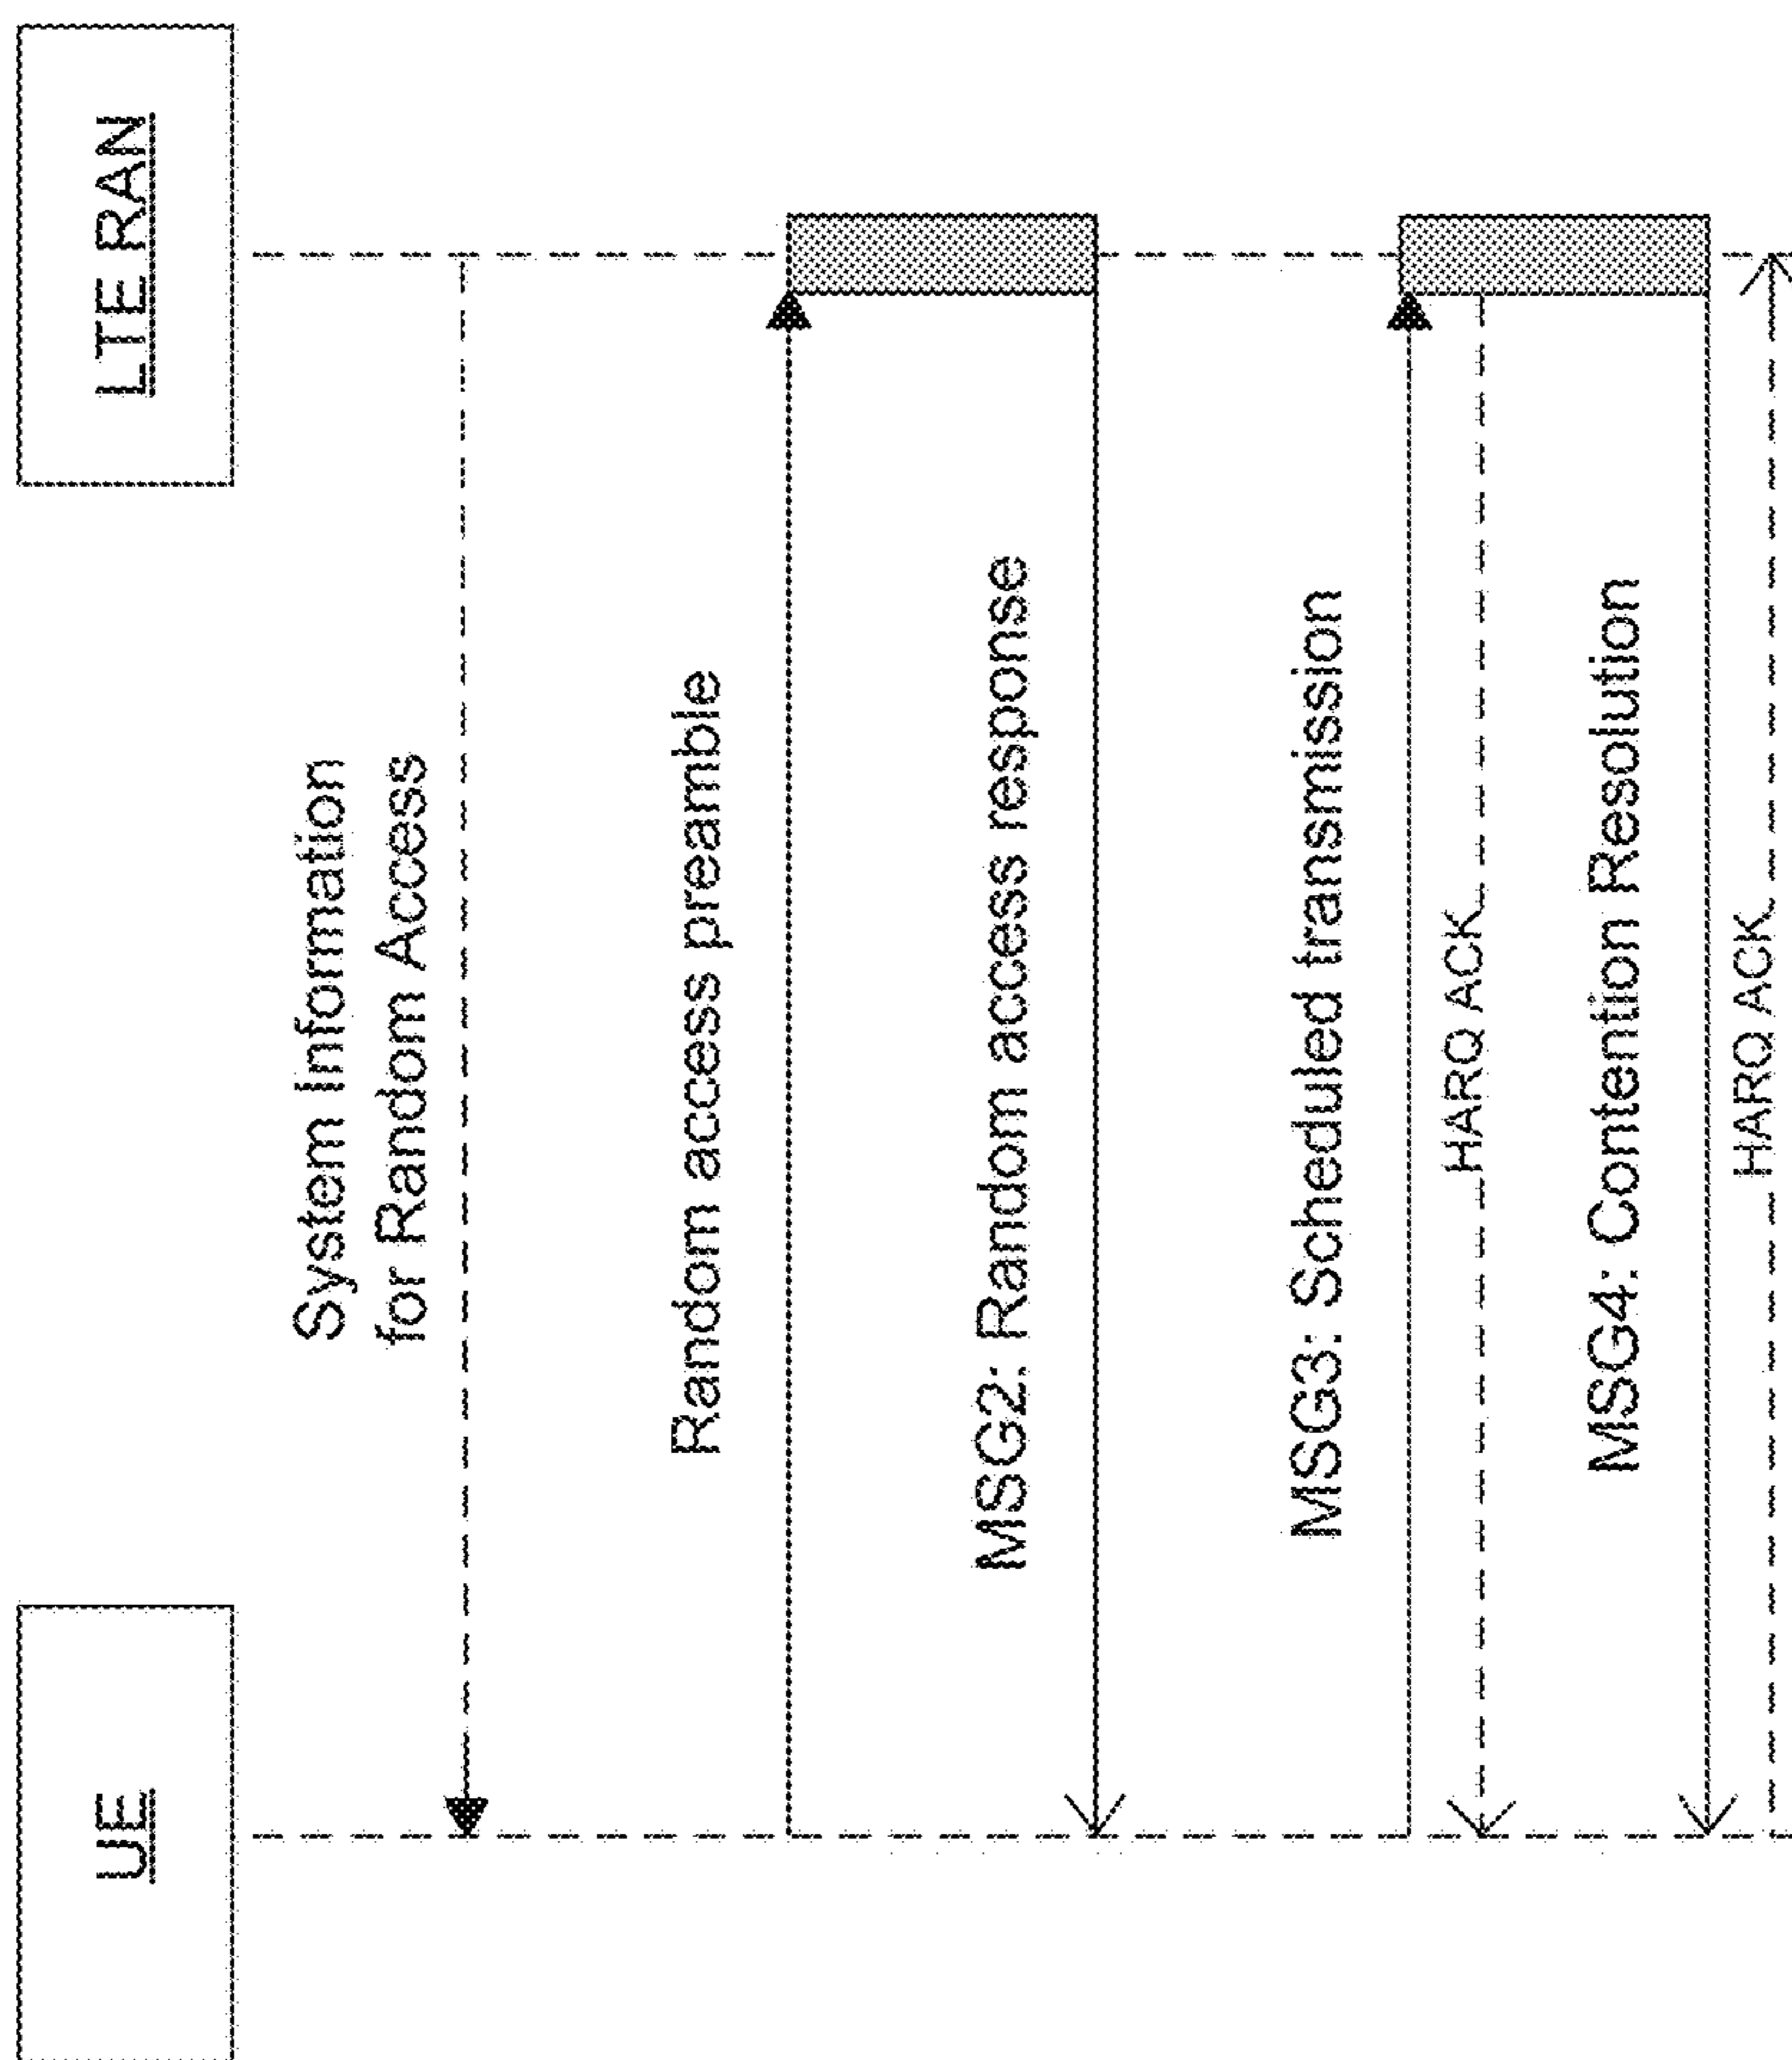 UE
LTE RAN
System Information
for Random Access
Random access preamble
MSG2: Random access response
MSG3: Scheduled transmission
HARQ ACK
MSG4: Contention Resolution
HARQ ACK